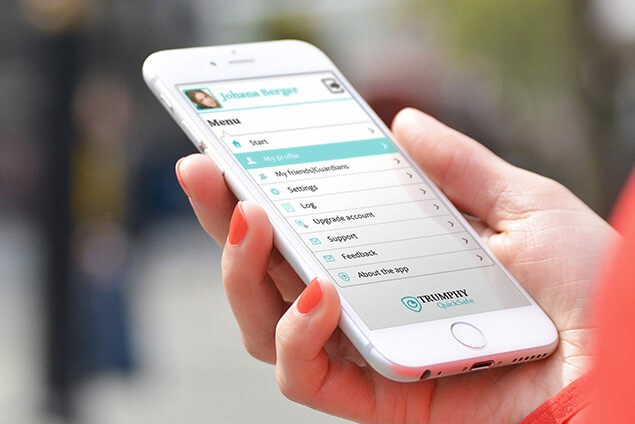 Johana Berger
Menu
Start
My profile
My friends/Guardians
Settings
Log
Upgrade account
Support
Feedback
About the app
TRUMPHY
QuickSafe